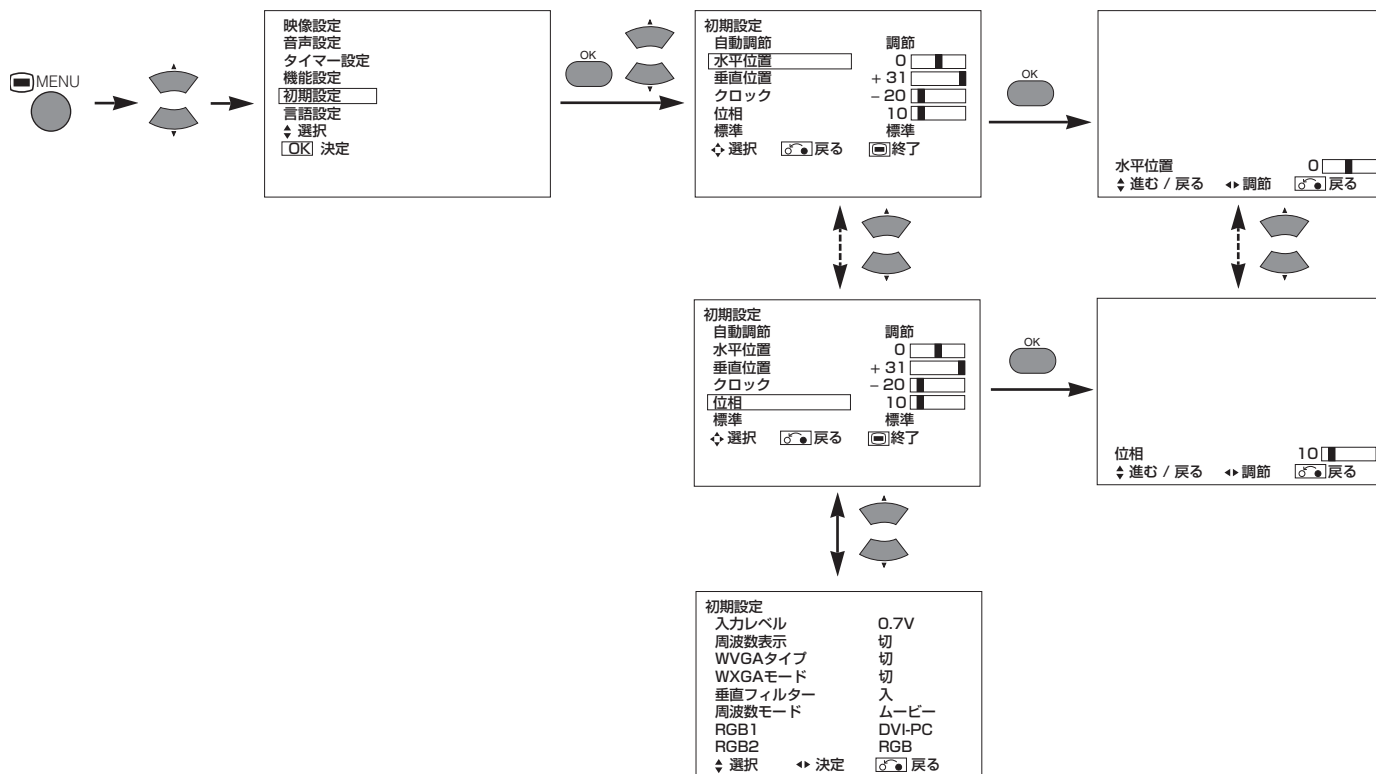 MENU
映像設定
音声設定
タイマー設定
機能設定
初期設定
言語設定
選択
OK 決定
OK
初期設定
自動調節 調節
水平位置 0
垂直位置 + 31
クロック − 20
位相 10
標準 標準
選択 戻る 終了
OK
水平位置 0
進む / 戻る 調節 戻る
初期設定
自動調節 調節
水平位置 0
垂直位置 + 31
クロック − 20
位相 10
標準 標準
選択 戻る 終了
OK
位相 10
進む / 戻る 調節 戻る
初期設定
入力レベル 0.7V
周波数表示 切
WVGAタイプ 切
WXGAモード 切
垂直フィルター 入
周波数モード ムービー
RGB1 DVI-PC
RGB2 RGB
選択 決定 戻る